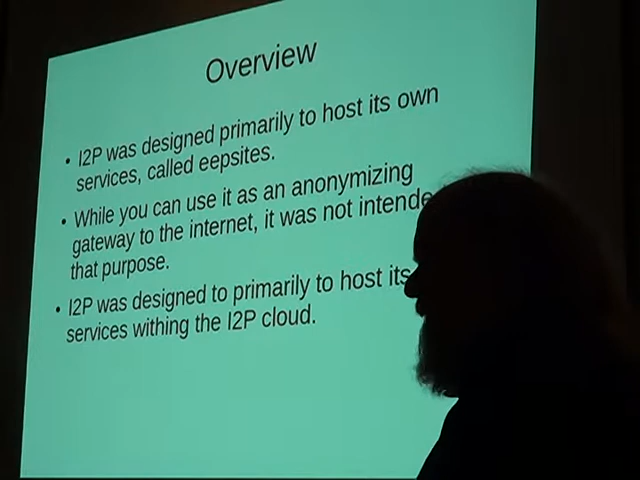 Overview
• I2P was designed primarily to host its own
services, called eepsites.
• While you can use it as an anonymizing
gateway to the internet, it was not intende
that purpose.
• I2P was designed to primarily to host its
services withing the I2P cloud.